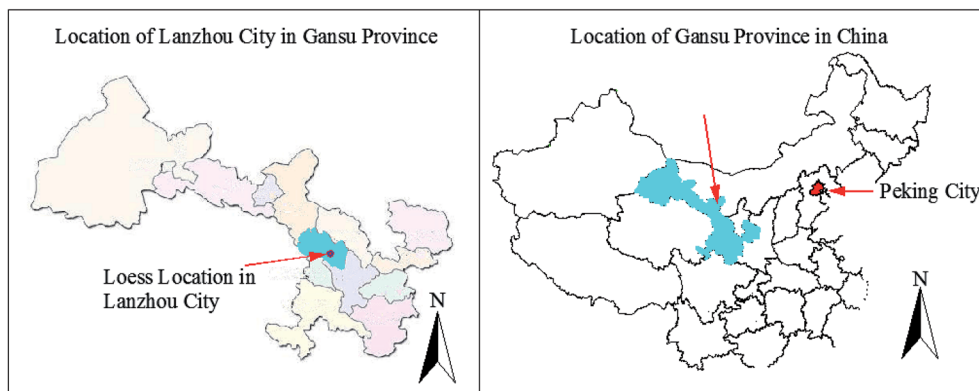 Location of Lanzhou City in Gansu Province
Loess Location in
Lanzhou City
N
Location of Gansu Province in China
Peking City
N